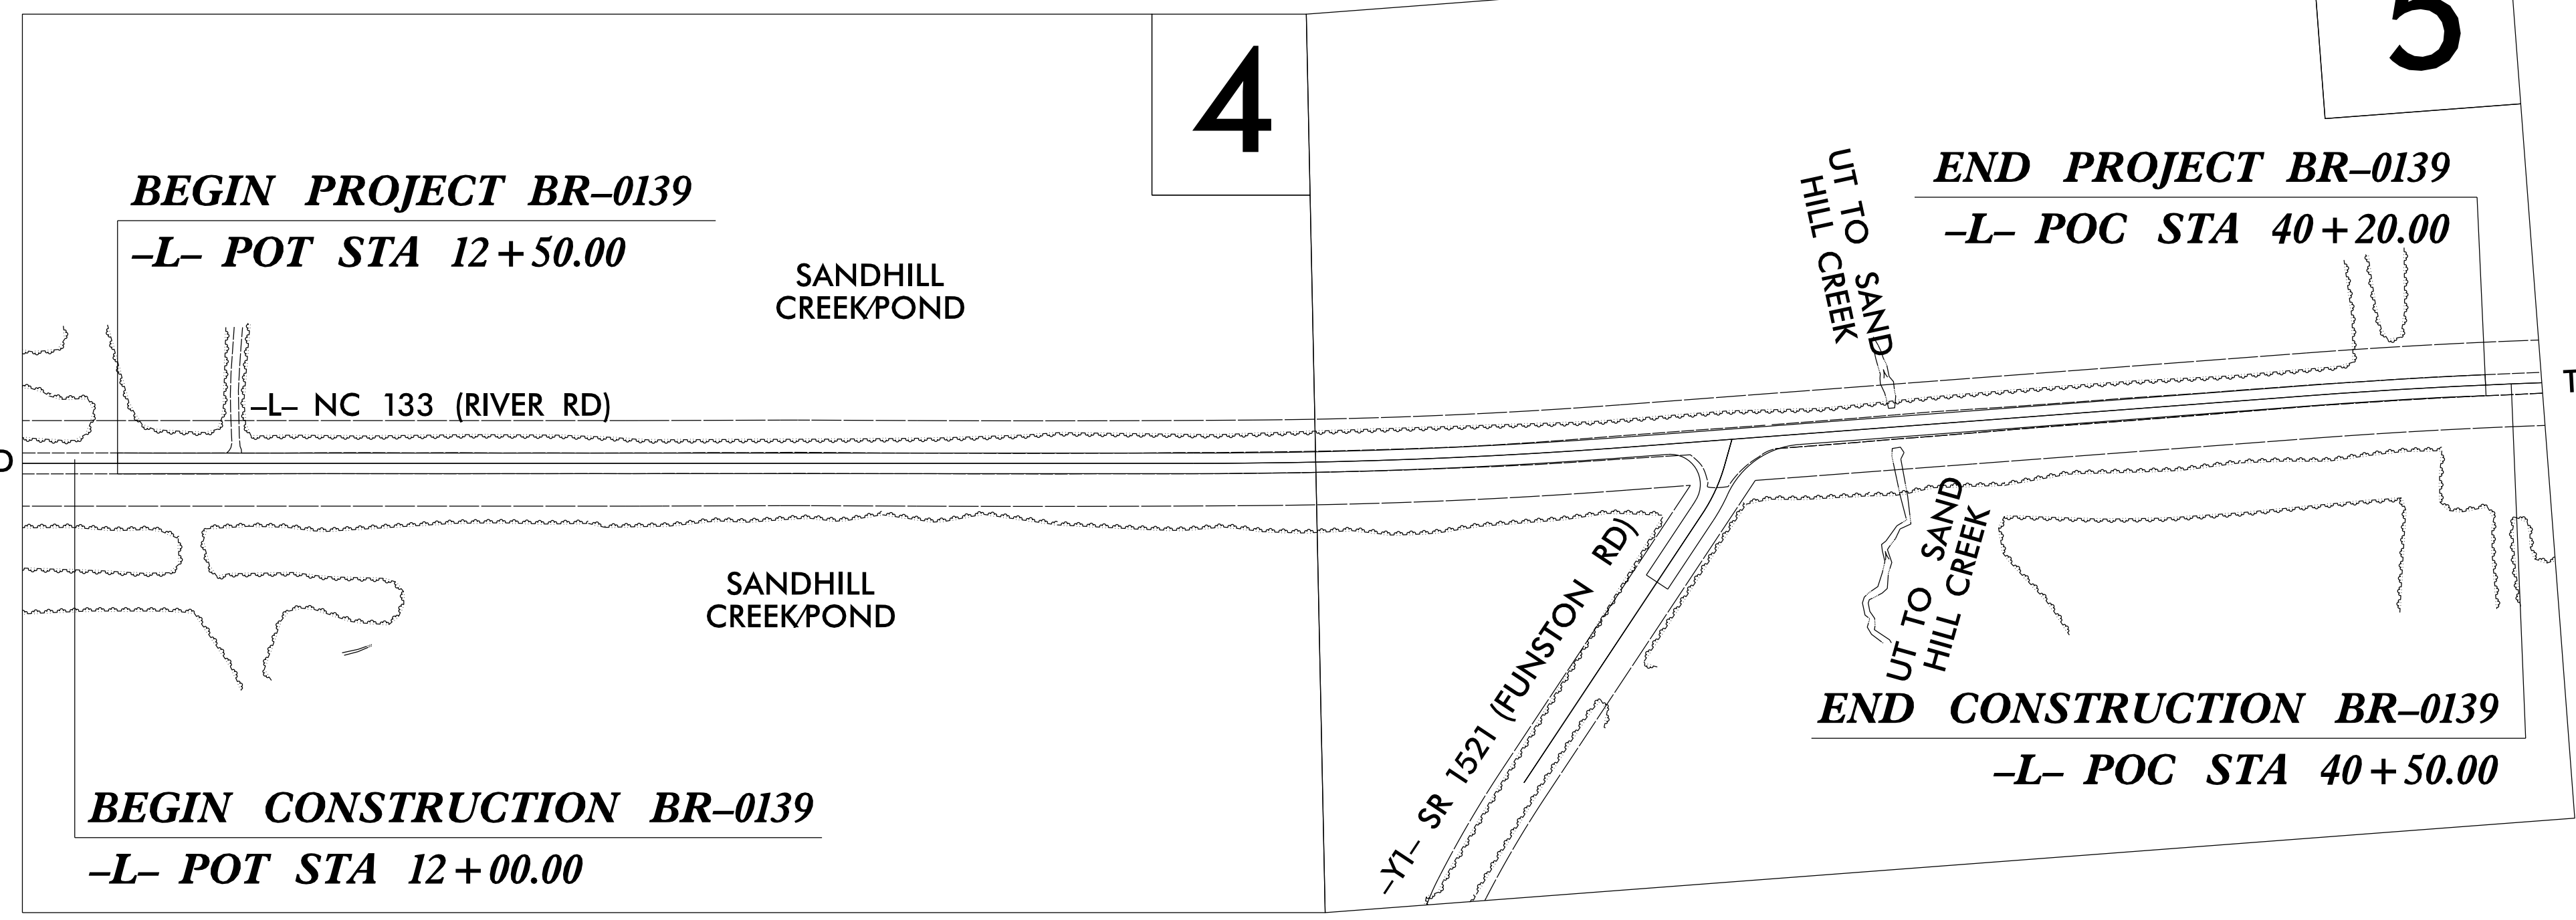 4
5
BEGIN PROJECT BR–0139
–L– POT STA 12+50.00
SANDHILL
CREEK/POND
–L– NC 133 (RIVER RD)
SANDHILL
CREEK/POND
BEGIN CONSTRUCTION BR–0139
–L– POT STA 12+00.00
UT TO SAND
HILL CREEK
END PROJECT BR–0139
–L– POC STA 40+20.00
–Y1– SR 1521 (FUNSTON RD)
UT TO SAND
HILL CREEK
END CONSTRUCTION BR–0139
–L– POC STA 40+50.00